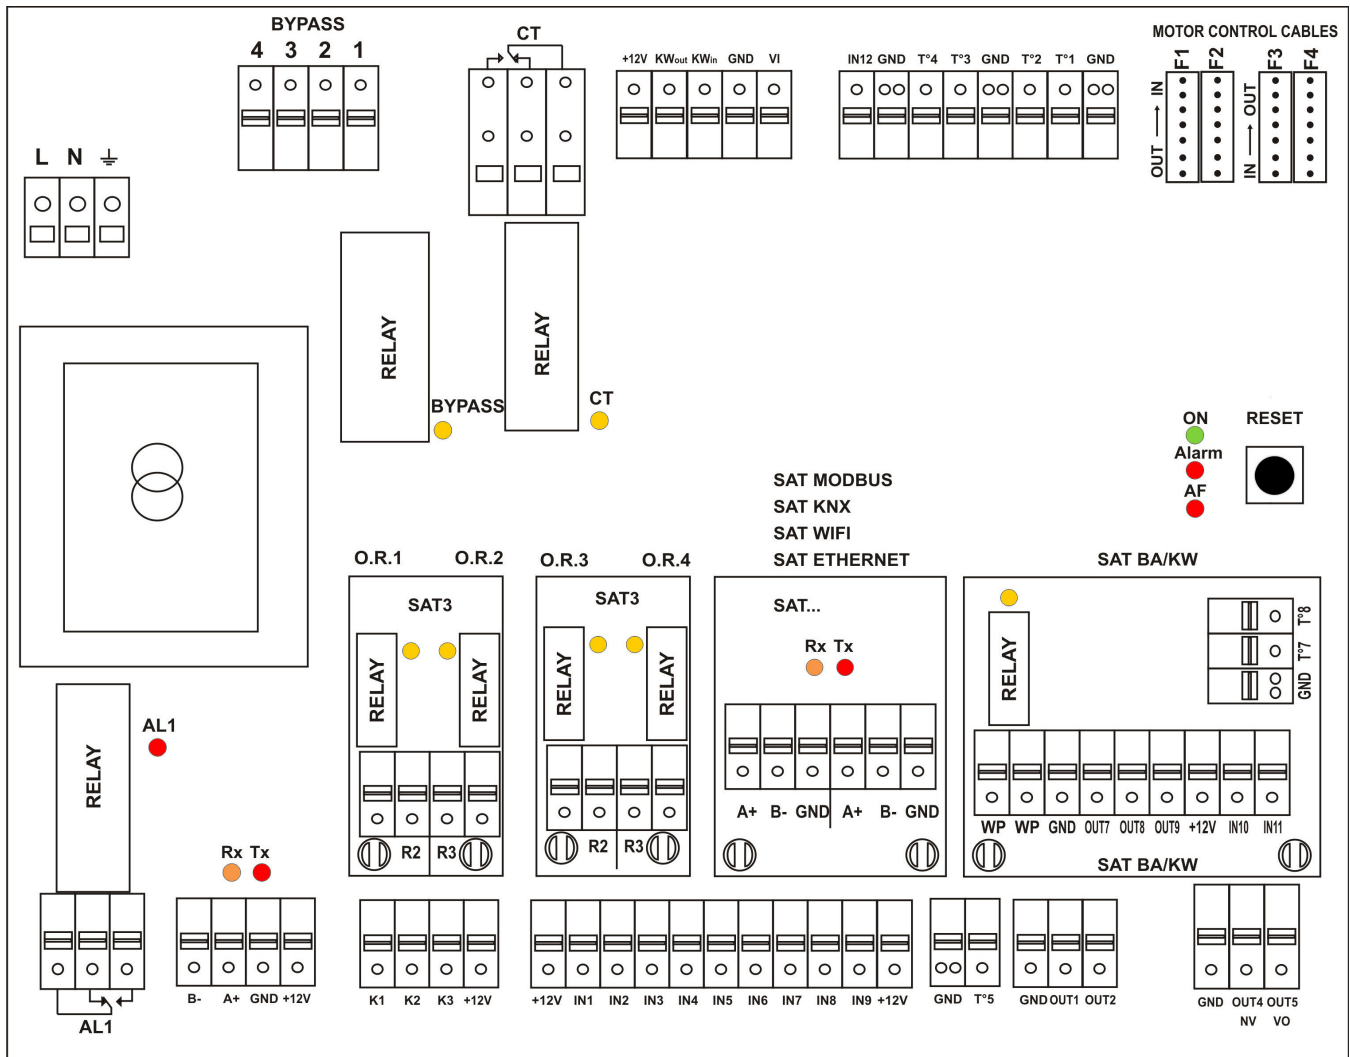 BYPASS
4 3 2 1
CT
+12V KWout KWin GND VI
IN12 GND T°4 T°3 GND T°2 T°1 GND
MOTOR CONTROL CABLES
F1 F2 F3 F4
OUT → IN
IN → OUT
L N
RELAY
RELAY
BYPASS
CT
ON
Alarm
AF
RESET
SAT MODBUS
SAT KNX
SAT WIFI
SAT ETHERNET
O.R.1 O.R.2
O.R.3 O.R.4
SAT BA/KW
SAT3
RELAY RELAY
R2 R3
SAT3
RELAY RELAY
R2 R3
SAT...
Rx Tx
A+ B- GND A+ B- GND
RELAY
T°8
T°7
GND
WP WP GND OUT7 OUT8 OUT9 +12V IN10 IN11
SAT BA/KW
RELAY
AL1
Rx Tx
AL1
B- A+ GND +12V
K1 K2 K3 +12V
+12V IN1 IN2 IN3 IN4 IN5 IN6 IN7 IN8 IN9 +12V
GND T°5
GND OUT1 OUT2
GND OUT4 OUT5
NV VO